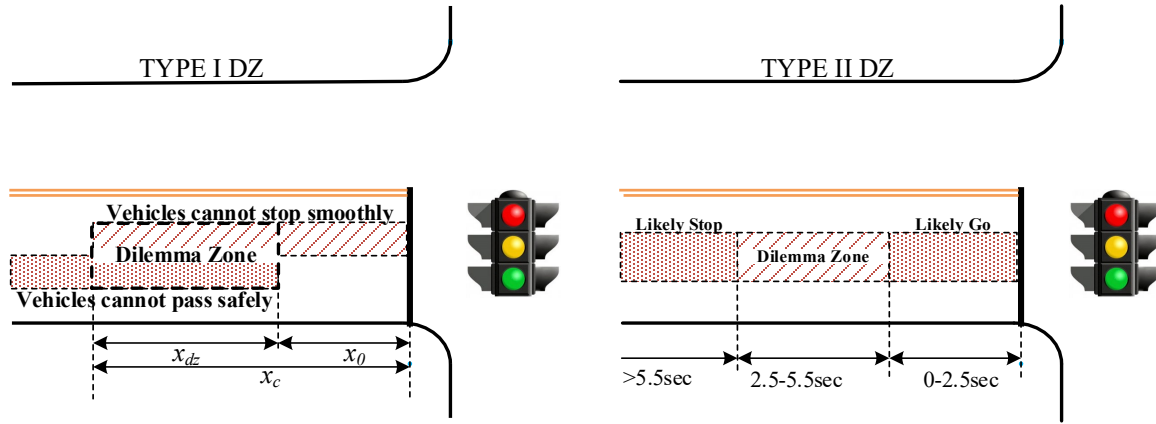 TYPE I DZ
Vehicles cannot stop smoothly
Dilemma Zone
Vehicles cannot pass safely
x_dz
x_0
x_c
TYPE II DZ
Likely Stop
Likely Go
Dilemma Zone
>5.5sec
2.5-5.5sec
0-2.5sec